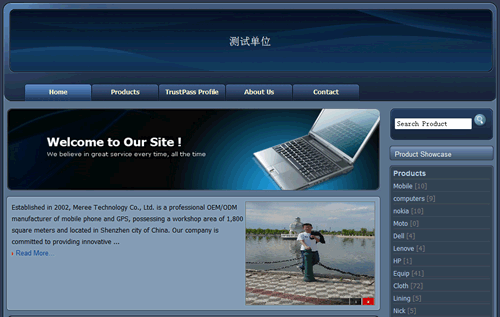 测试单位
Home
Products
TrustPass Profile
About Us
Contact
Welcome to Our Site !
We believe in great service every time, all the time
Search Product
Product Showcase
Established in 2002, Meree Technology Co., Ltd. is a professional OEM/ODM
manufacturer of mobile phone and GPS, possessing a workshop area of 1,800
square meters and located in Shenzhen city of China. Our company is
committed to providing innovative ...
Read More...
Products
Mobile [10]
computers [9]
nokia [10]
Moto [0]
Dell [4]
Lenove [4]
HP [1]
Equip [41]
Cloth [72]
Lining [5]
Nick [5]